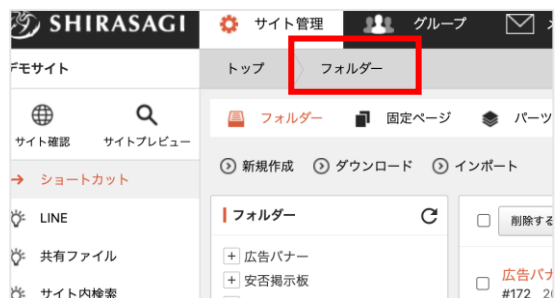 SHIRASAGI
サイト管理
グループ
デモサイト
トップ
フォルダー
サイト確認
サイトプレビュー
フォルダー
固定ページ
パーツ
新規作成
ダウンロード
インポート
ショートカット
LINE
共有ファイル
サイト内検索
フォルダー
広告バナー
安否掲示板
削除する
広告バナ
#172